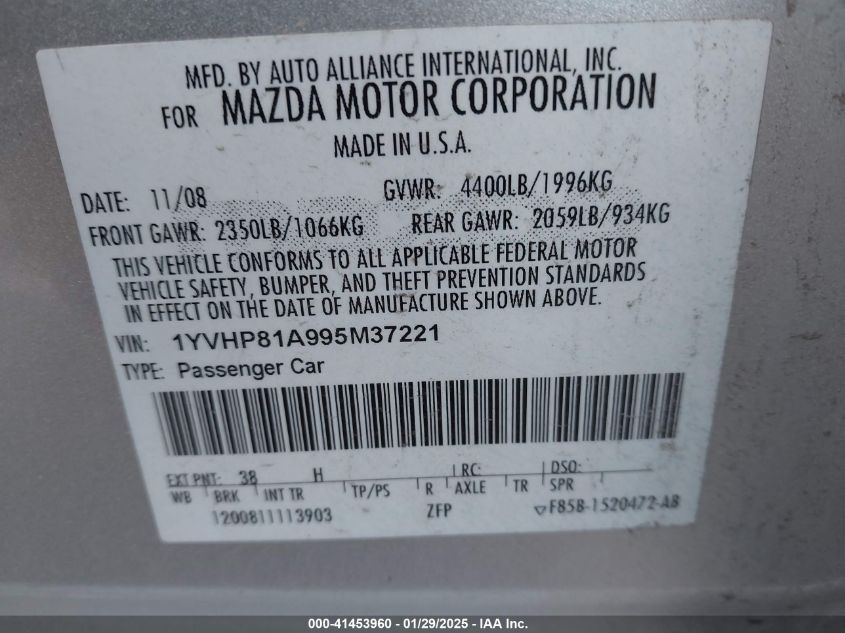 MFD. BY AUTO ALLIANCE INTERNATIONAL, INC.
FOR MAZDA MOTOR CORPORATION
MADE IN U.S.A.
DATE: 11/08 GVWR: 4400LB/1996KG
FRONT GAWR: 2350LB/1066KG REAR GAWR: 2059LB/934KG
THIS VEHICLE CONFORMS TO ALL APPLICABLE FEDERAL MOTOR
VEHICLE SAFETY, BUMPER, AND THEFT PREVENTION STANDARDS
IN EFFECT ON THE DATE OF MANUFACTURE SHOWN ABOVE.
VIN: 1YVHP81A995M37221
TYPE: Passenger Car
EXT PNT: 38 H RC: DSO:
WB BRK INT TR TP/PS R AXLE TR SPR
1200811113903 ZFP F85B-1520472-AB
000-41453960 | 01/29/2025 - IAA Inc.